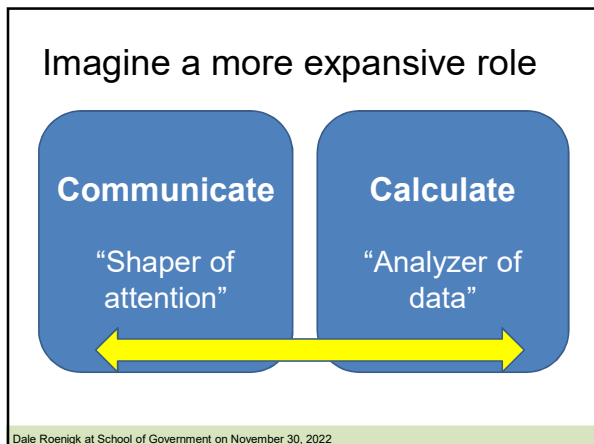 Imagine a more expansive role
Communicate
“Shaper of
attention”
Calculate
“Analyzer of
data”
Dale Roenigk at School of Government on November 30, 2022